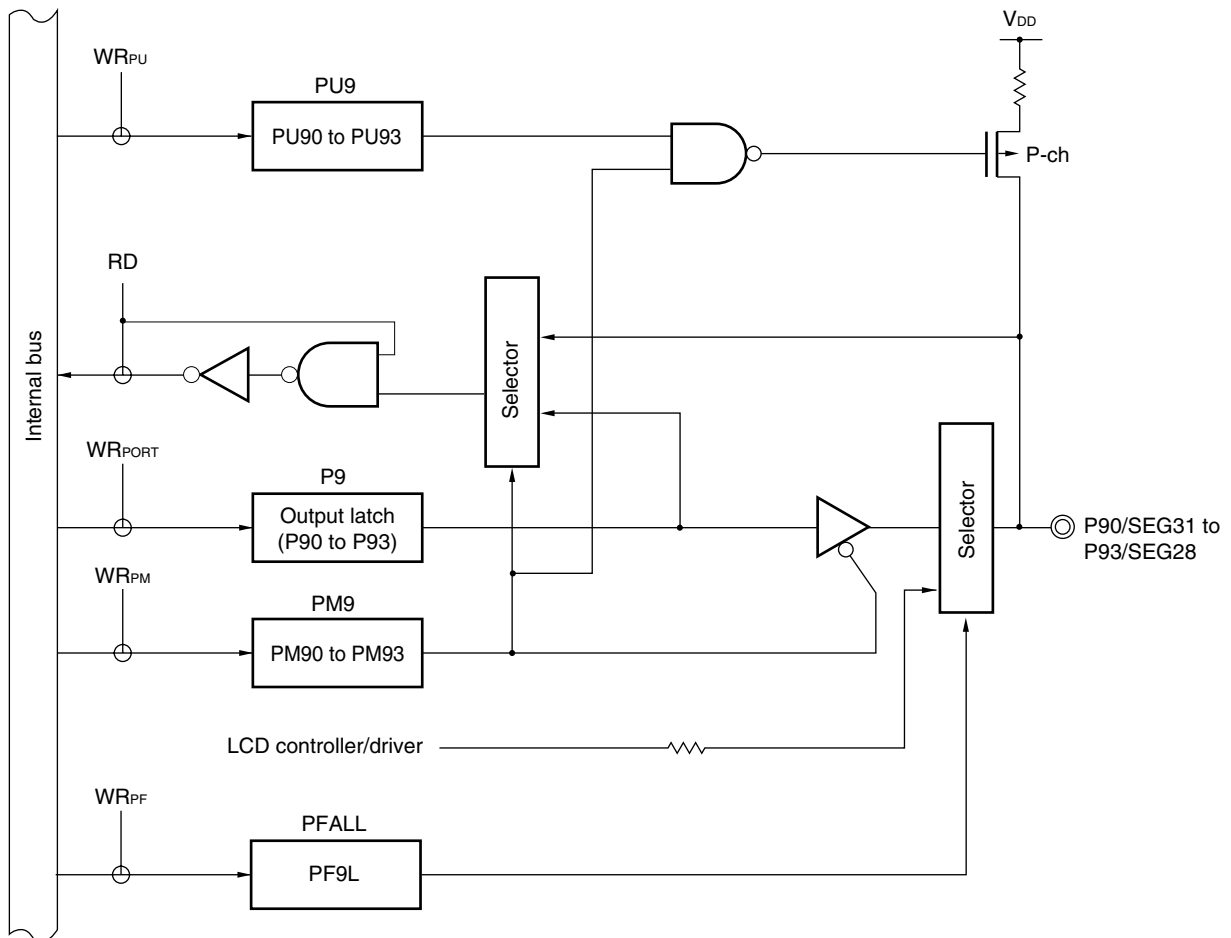 VDD
WRPU
PU9
PU90 to PU93
P-ch
RD
Internal bus
Selector
WRPORT
P9
Output latch
(P90 to P93)
Selector
P90/SEG31 to
P93/SEG28
WRPM
PM9
PM90 to PM93
LCD controller/driver
WRPF
PFALL
PF9L